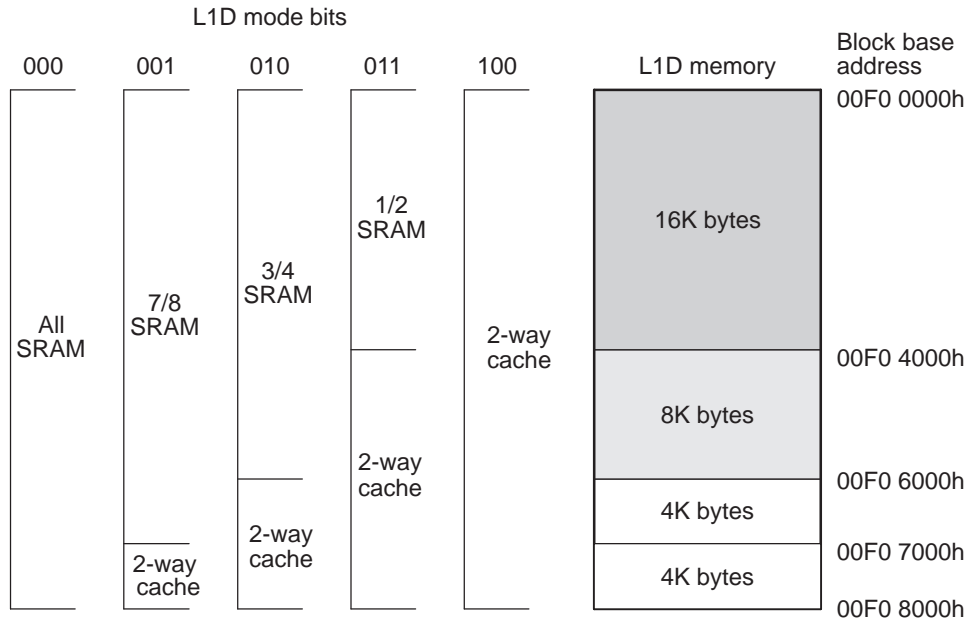 L1D mode bits
000 001 010 011 100 L1D memory
Block base
address
00F0 0000h
All
SRAM
7/8
SRAM
2-way
cache
3/4
SRAM
2-way
cache
1/2
SRAM
2-way
cache
2-way
cache
16K bytes
00F0 4000h
8K bytes
00F0 6000h
4K bytes
00F0 7000h
4K bytes
00F0 8000h